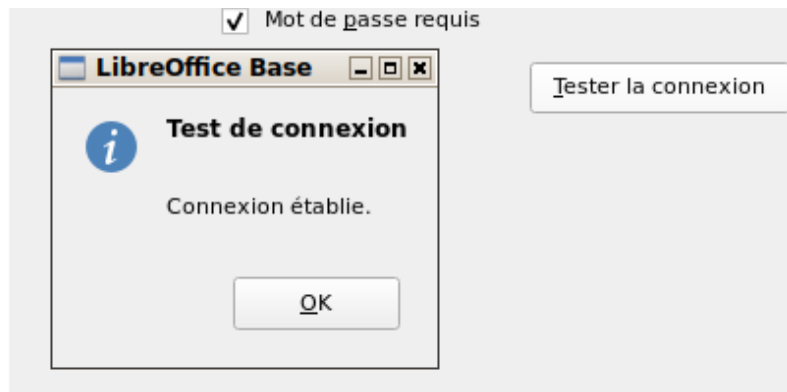 Mot de passe requis
LibreOffice Base
Tester la connexion
Test de connexion
Connexion établie.
OK